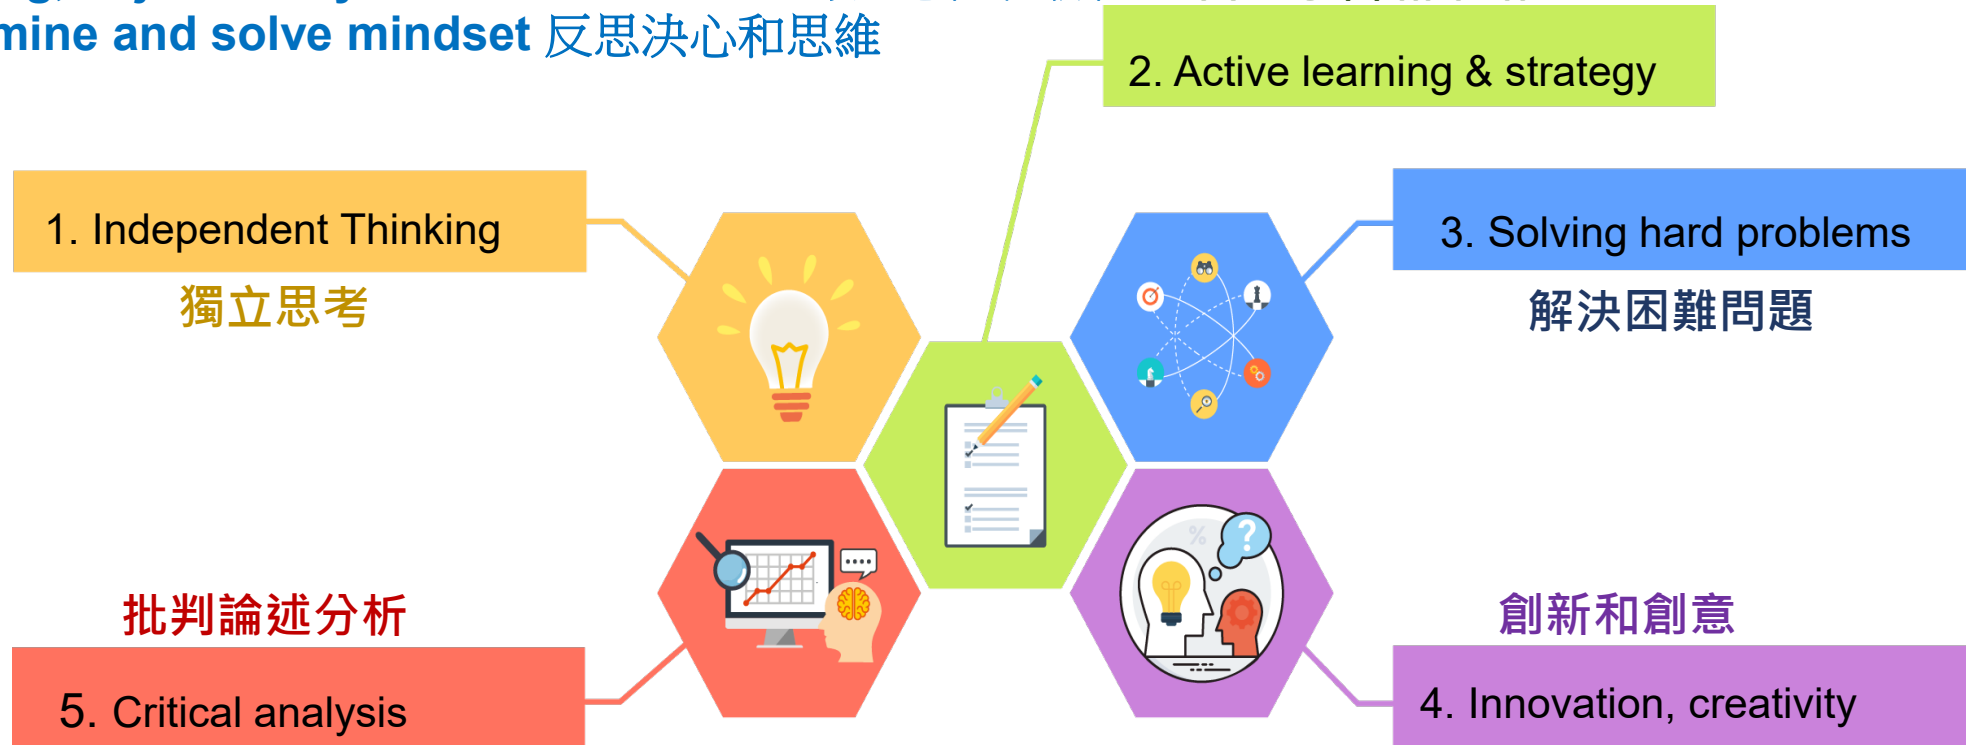 mine and solve mindset 反思決心和思維
2. Active learning & strategy
1. Independent Thinking
獨立思考
3. Solving hard problems
解決困難問題
%
?
批判論述分析
5. Critical analysis
創新和創意
4. Innovation, creativity